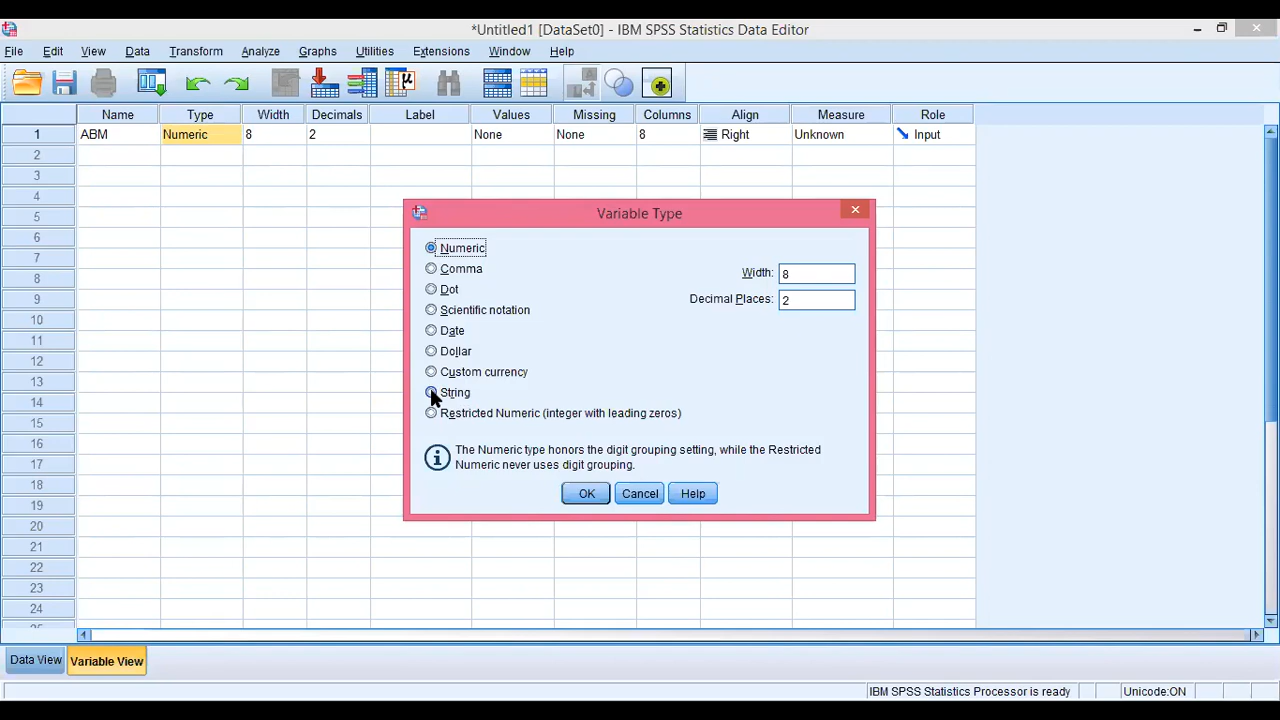 *Untitled1 [DataSet0] - IBM SPSS Statistics Data Editor
File Edit View Data Transform Analyze Graphs Utilities Extensions Window Help
Name Type Width Decimals Label Values Missing Columns Align Measure Role
1 ABM Numeric 8 2 None None 8 Right Unknown Input
2
3
4
5
6
7
8
9
10
11
12
13
14
15
16
17
18
19
20
21
22
23
24
Variable Type
Numeric
Comma
Dot
Scientific notation
Date
Dollar
Custom currency
String
Restricted Numeric (integer with leading zeros)
Width: 8
Decimal Places: 2
The Numeric type honors the digit grouping setting, while the Restricted
Numeric never uses digit grouping.
OK Cancel Help
Data View Variable View
IBM SPSS Statistics Processor is ready Unicode:ON